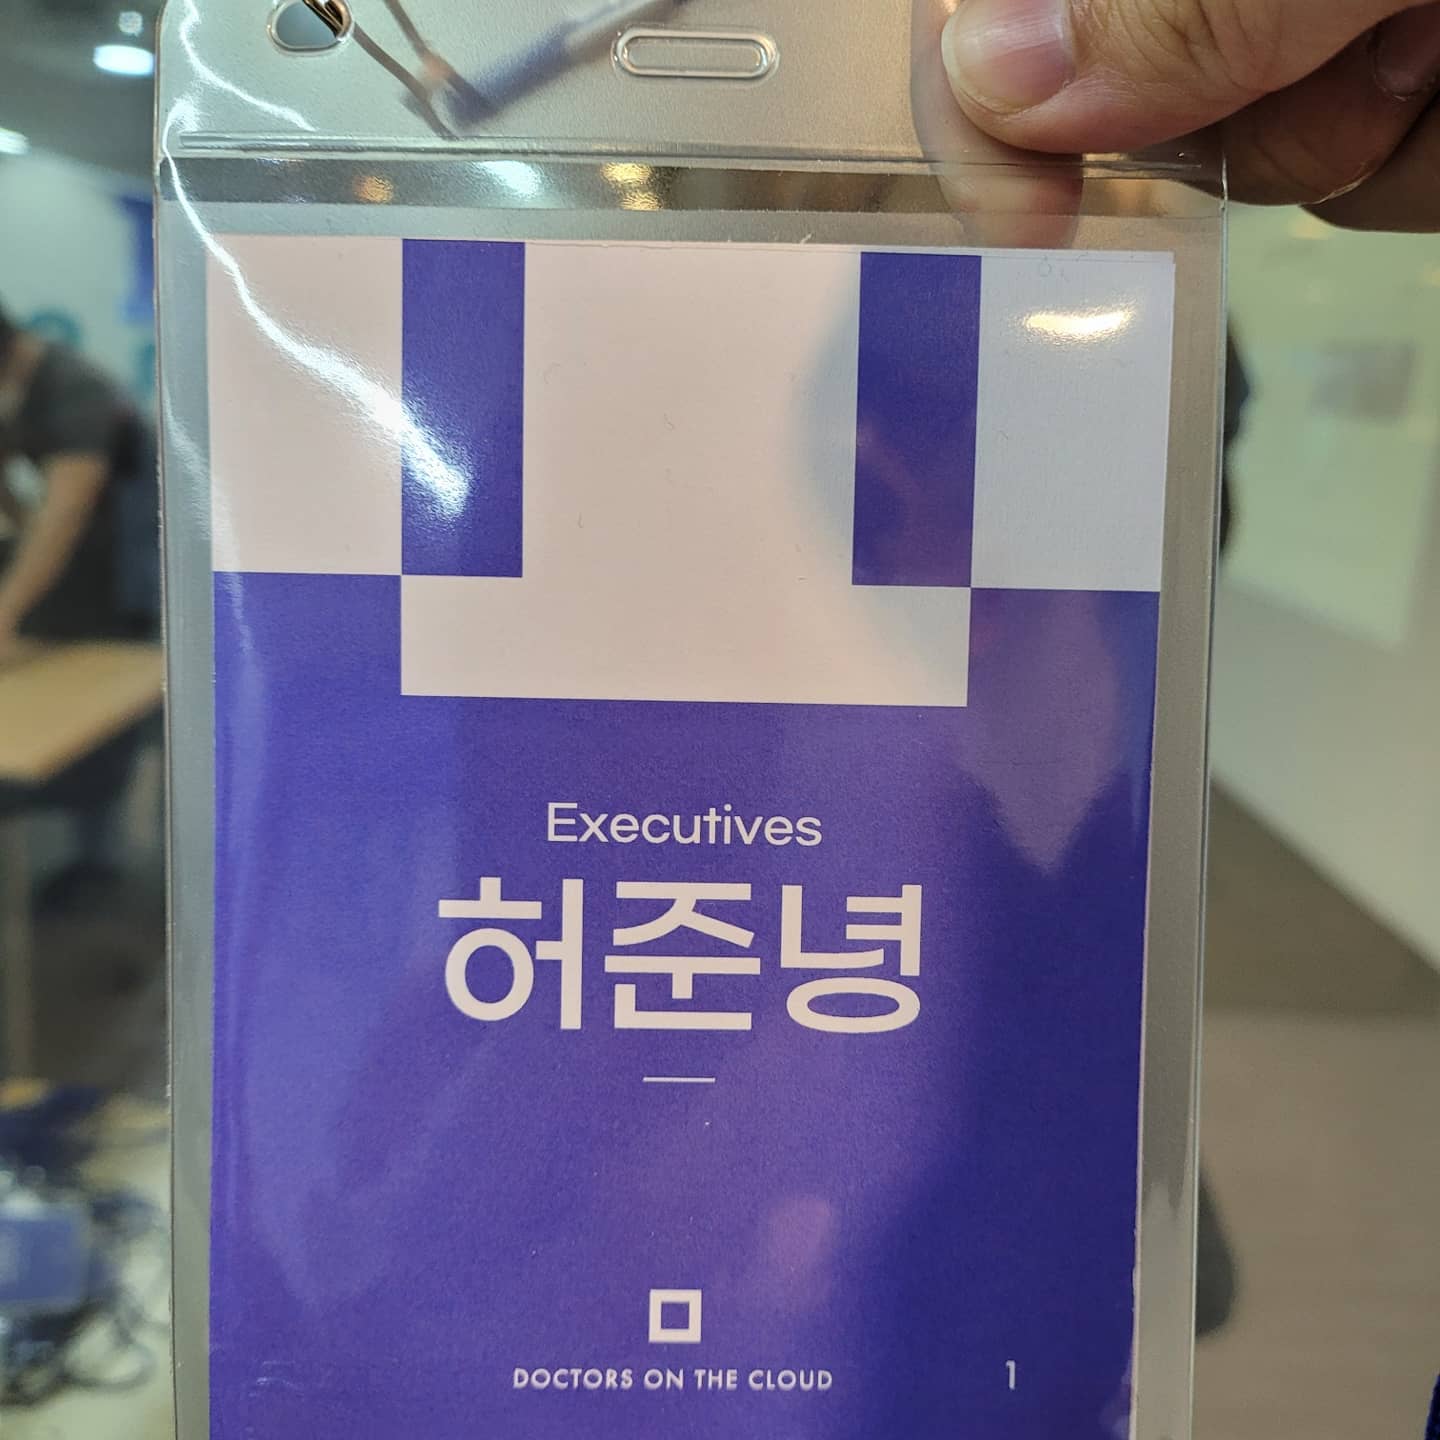 Executives
허준녕
DOCTORS ON THE CLOUD
1